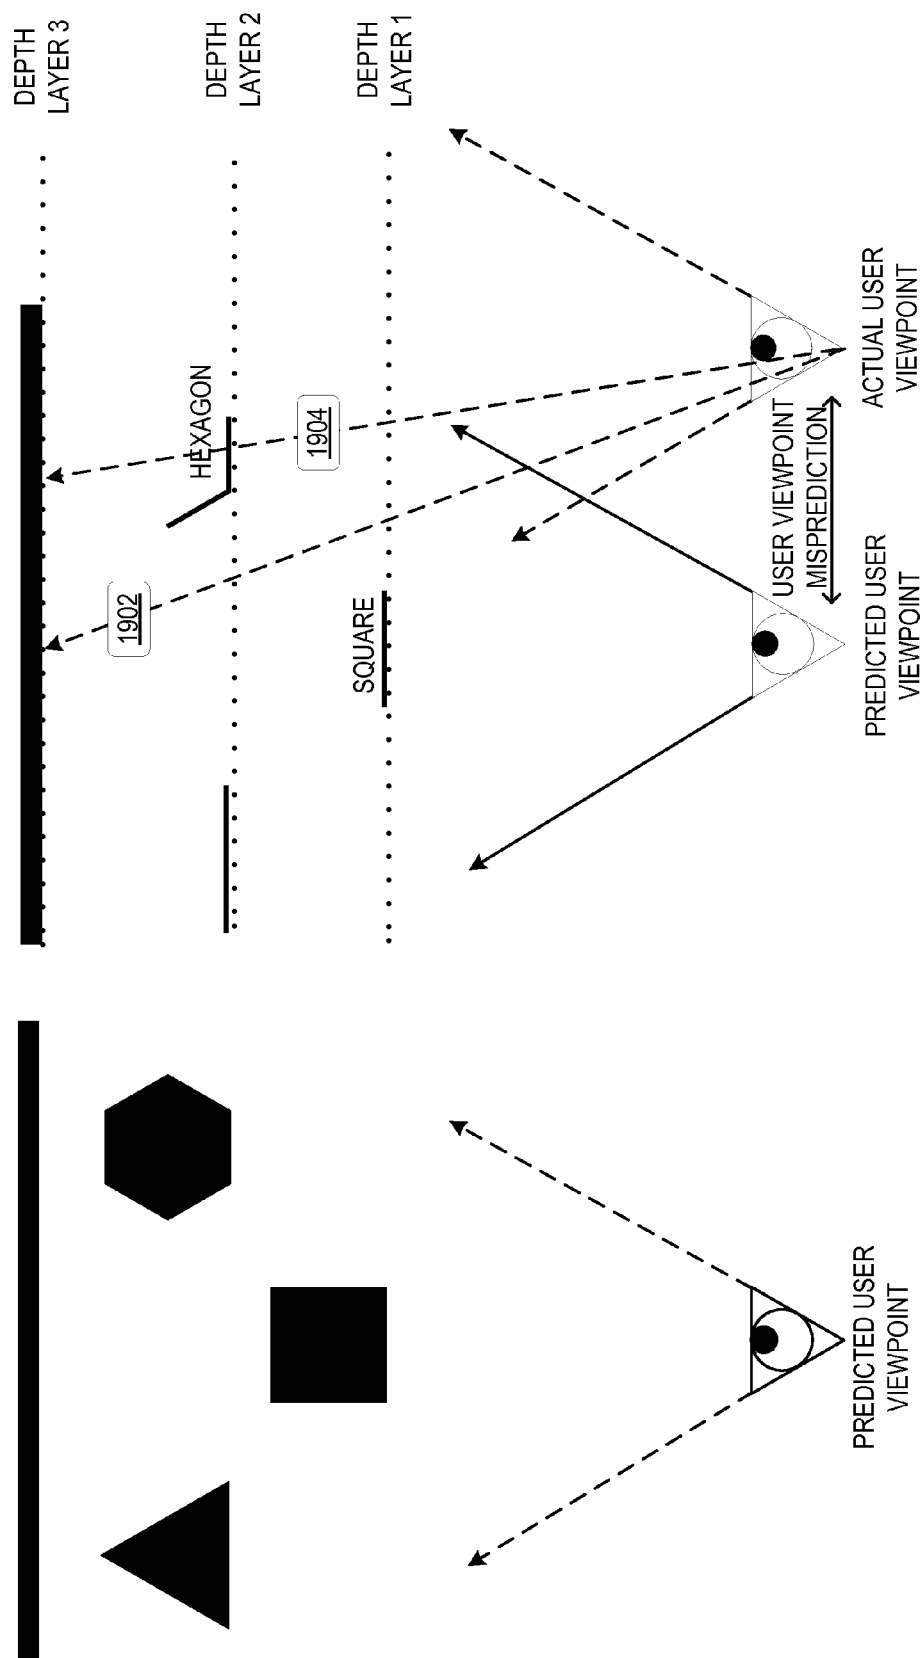 PREDICTED USER
VIEWPOINT
DEPTH
LAYER 3
DEPTH
LAYER 2
DEPTH
LAYER 1
HEXAGON
SQUARE
1902
1904
USER VIEWPOINT
MISPREDICTION
PREDICTED USER
VIEWPOINT
ACTUAL USER
VIEWPOINT